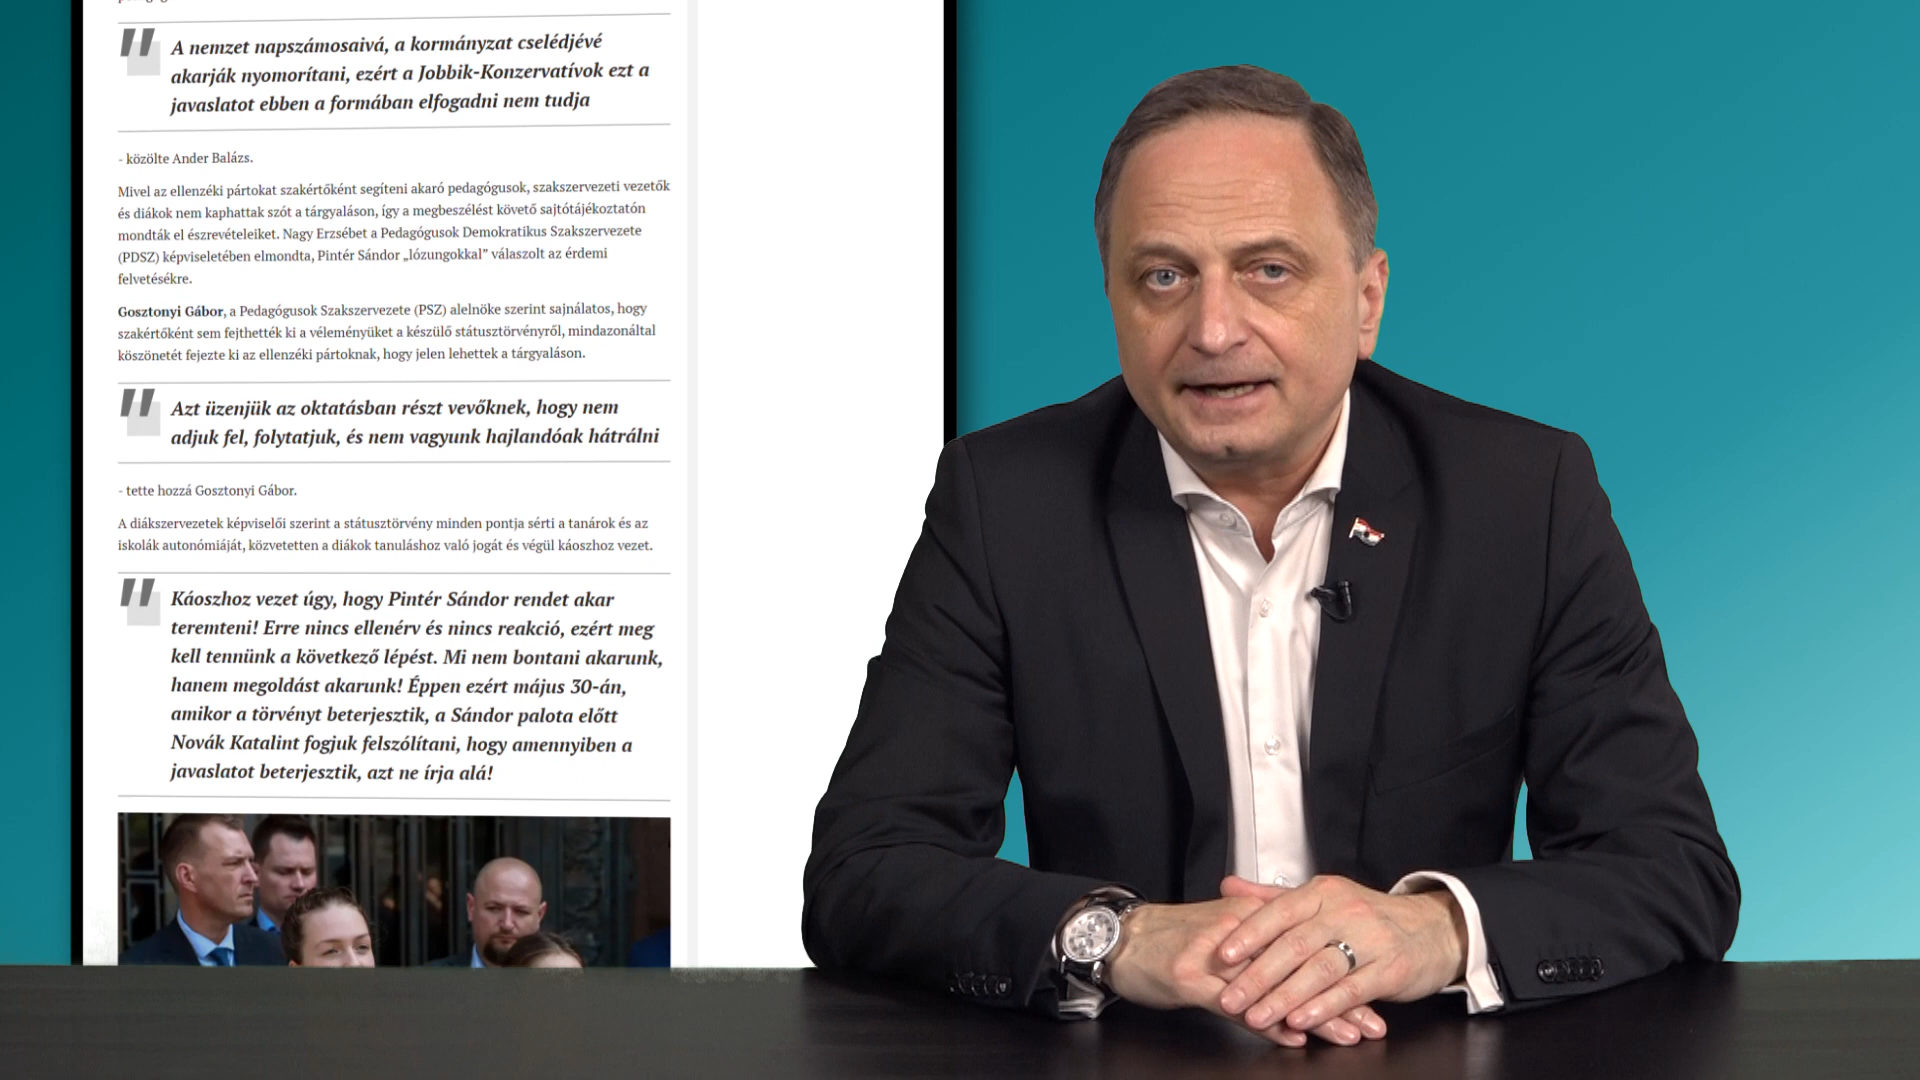 A nemzet napszámosaivá, a kormányzat cselédjévé
akarják nyomorítani, ezért a Jobbik-Konzervatívok ezt a
javaslatot ebben a formában elfogadni nem tudja
- közölte Ander Balázs.
Mivel az ellenzéki pártokat szakértőként segíteni akaró pedagógusok, szakszervezeti vezetők
és diákok nem kaphattak szót a tárgyaláson, így a megbeszélést követő sajtótájékoztatón
mondták el észrevételeiket. Nagy Erzsébet a Pedagógusok Demokratikus Szakszervezete
(PDSZ) képviseletében elmondta, Pintér Sándor „lózungokkal” válaszolt az érdemi
felvetésékre.
Gosztonyi Gábor, a Pedagógusok Szakszervezete (PSZ) alelnöke szerint sajnálatos, hogy
szakértőként sem fejthették ki a véleményüket a készülő státusztörvényről, mindazonáltal
köszönetét fejezte ki az ellenzéki pártoknak, hogy jelen lehettek a tárgyaláson.
Azt üzenjük az oktatásban részt vevőknek, hogy nem
adjuk fel, folytatjuk, és nem vagyunk hajlandóak hátrálni
- tette hozzá Gosztonyi Gábor.
A diákszervezetek képviselői szerint a státusztörvény minden pontja sérti a tanárok és az
iskolák autonómiáját, közvetetten a diákok tanuláshoz való jogát és végül káoszhoz vezet.
Káoszhoz vezet úgy, hogy Pintér Sándor rendet akar
teremteni! Erre nincs ellenérv és nincs reakció, ezért meg
kell tennünk a következő lépést. Mi nem bontani akarunk,
hanem megoldást akarunk! Éppen ezért május 30-án,
amikor a törvényt beterjesztik, a Sándor palota előtt
Novák Katalint fogjuk felszólítani, hogy amennyiben a
javaslatot beterjesztik, azt ne írja alá!